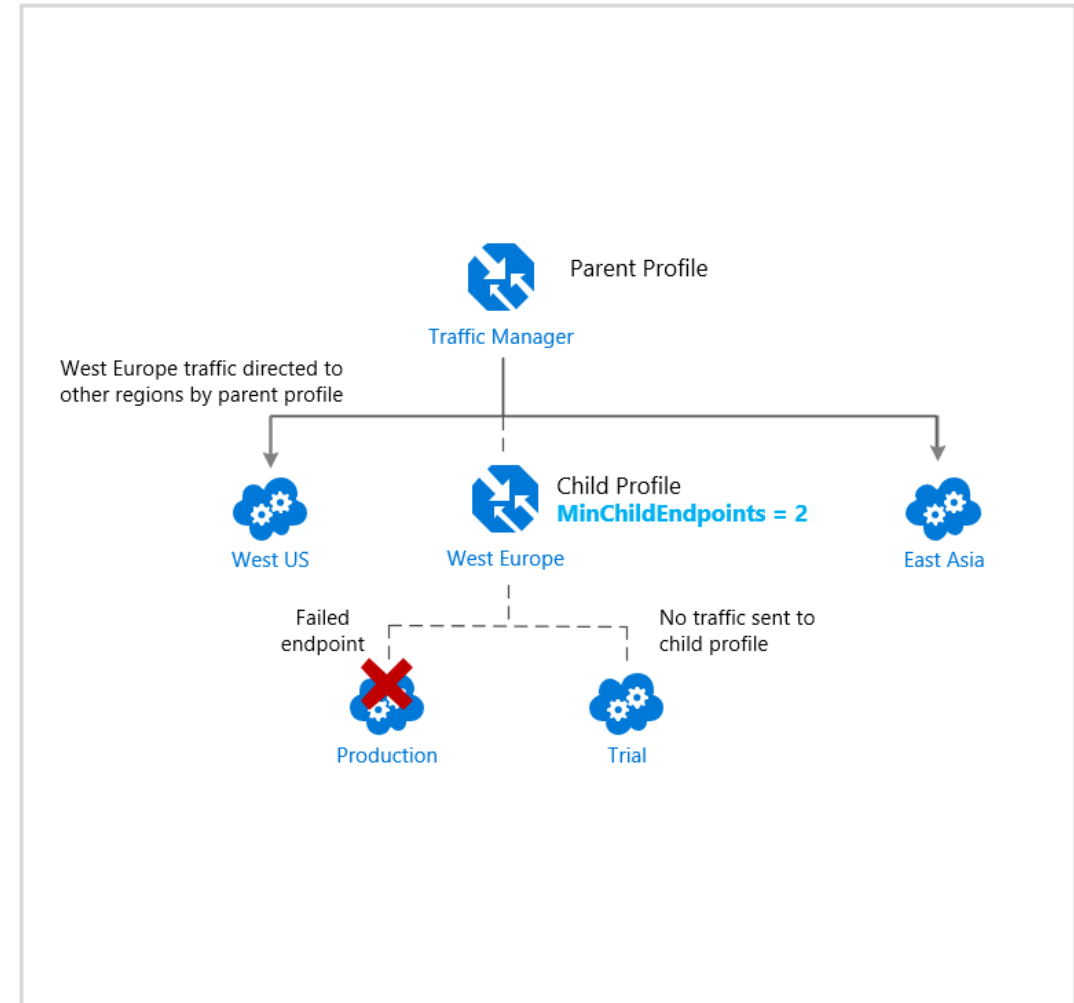 Parent Profile
Traffic Manager
West Europe traffic directed to
other regions by parent profile
Child Profile
MinChildEndpoints = 2
West US
West Europe
East Asia
Failed
endpoint
No traffic sent to
child profile
Production
Trial